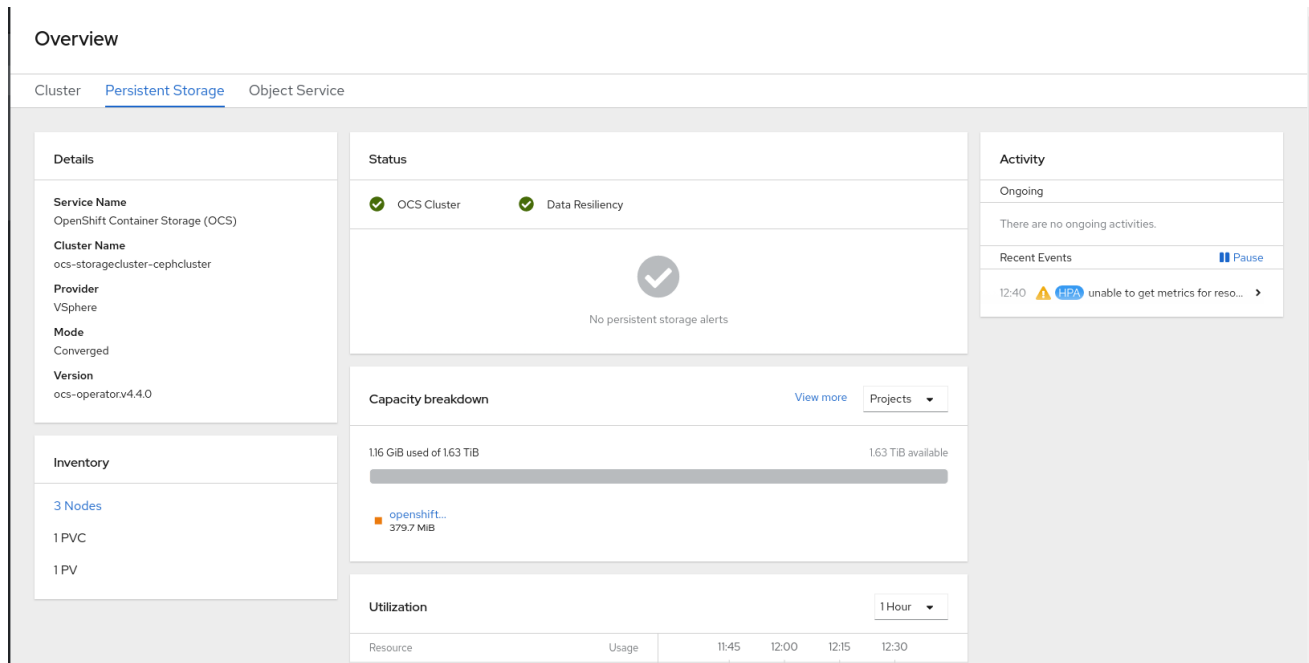 Overview
Cluster Persistent Storage Object Service
Details
Service Name
OpenShift Container Storage (OCS)
Cluster Name
ocs-storagecluster-cephcluster
Provider
VSphere
Mode
Converged
Version
ocs-operator.v4.4.0
Inventory
3 Nodes
1 PVC
1 PV
Status
OCS Cluster Data Resiliency
No persistent storage alerts
Capacity breakdown View more Projects
1.16 GiB used of 1.63 TiB 1.63 TiB available
openshift...
379.7 MiB
Utilization 1 Hour
Resource Usage 11:45 12:00 12:15 12:30
Activity
Ongoing
There are no ongoing activities.
Recent Events Pause
12:40 HPA unable to get metrics for reso...